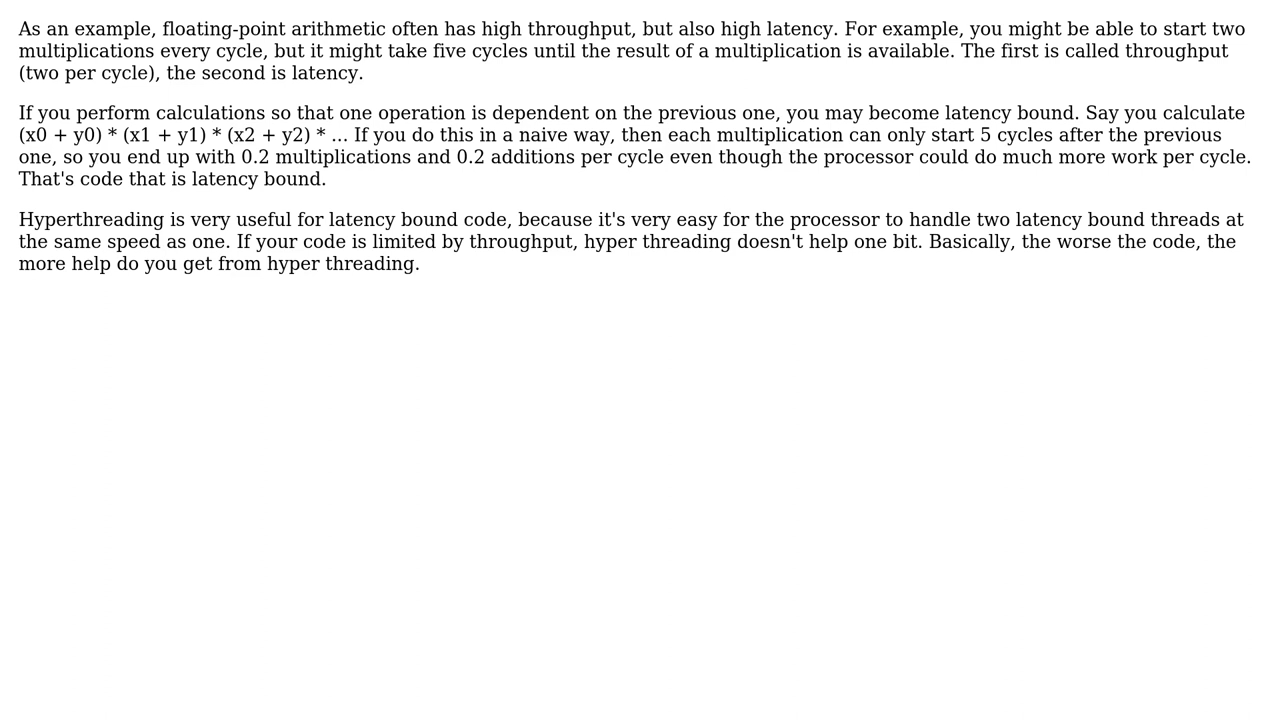 As an example, floating-point arithmetic often has high throughput, but also high latency. For example, you might be able to start two
multiplications every cycle, but it might take five cycles until the result of a multiplication is available. The first is called throughput
(two per cycle), the second is latency.
If you perform calculations so that one operation is dependent on the previous one, you may become latency bound. Say you calculate
(x0 + y0) * (x1 + y1) * (x2 + y2) * ... If you do this in a naive way, then each multiplication can only start 5 cycles after the previous
one, so you end up with 0.2 multiplications and 0.2 additions per cycle even though the processor could do much more work per cycle.
That's code that is latency bound.
Hyperthreading is very useful for latency bound code, because it's very easy for the processor to handle two latency bound threads at
the same speed as one. If your code is limited by throughput, hyper threading doesn't help one bit. Basically, the worse the code, the
more help do you get from hyper threading.